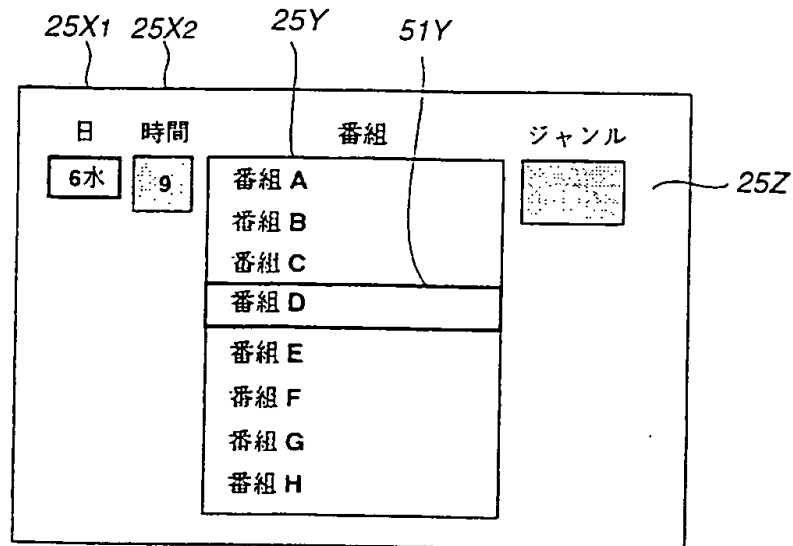 25X1 25X2 25Y 51Y
日 時間 番組 ジャンル
6水 9 番組 A
25Z
番組 B
番組 C
番組 D
番組 E
番組 F
番組 G
番組 H